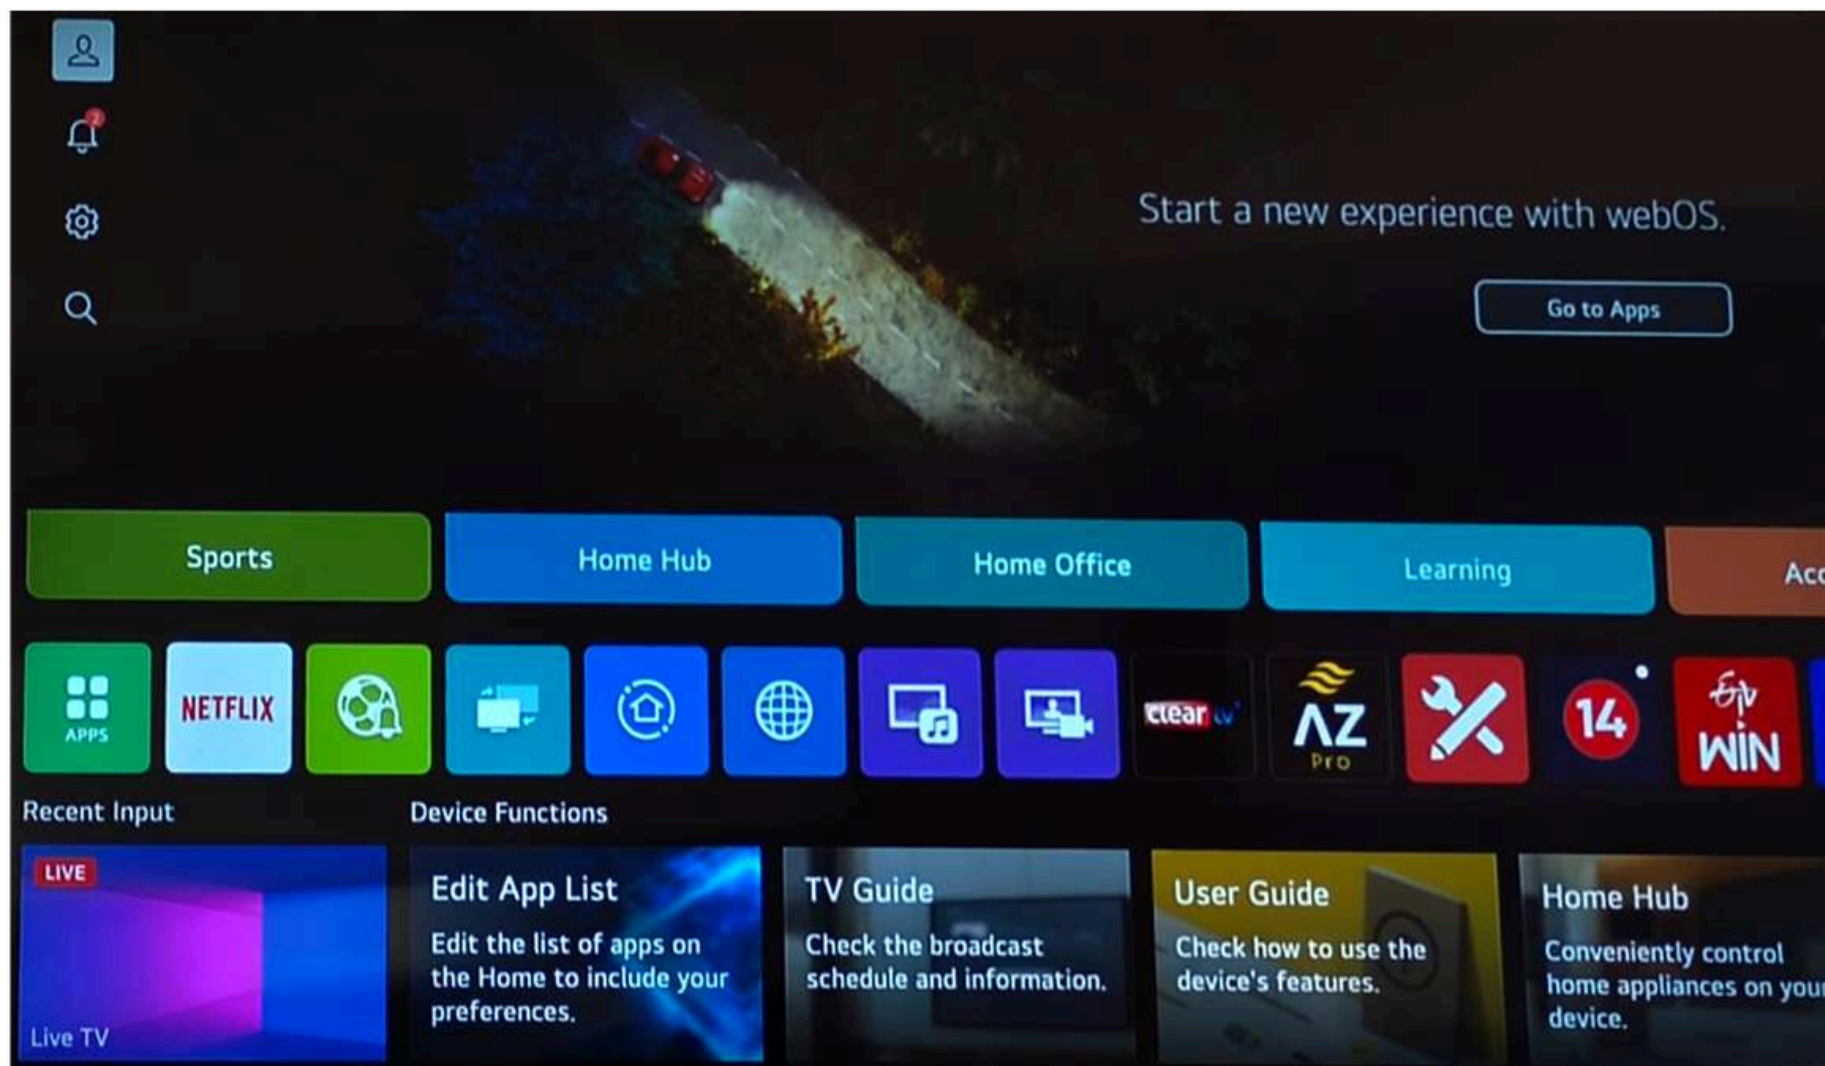 2
Start a new experience with webOS.
Go to Apps
Sports
Home Hub
Home Office
Learning
Acc
APPS
NETFLIX
clear tv
AZ
Pro
14
WiN
Recent Input
Device Functions
LIVE
Live TV
Edit App List
Edit the list of apps on
the Home to include your
preferences.
TV Guide
Check the broadcast
schedule and information.
User Guide
Check how to use the
device's features.
Home Hub
Conveniently control
home appliances on your
device.